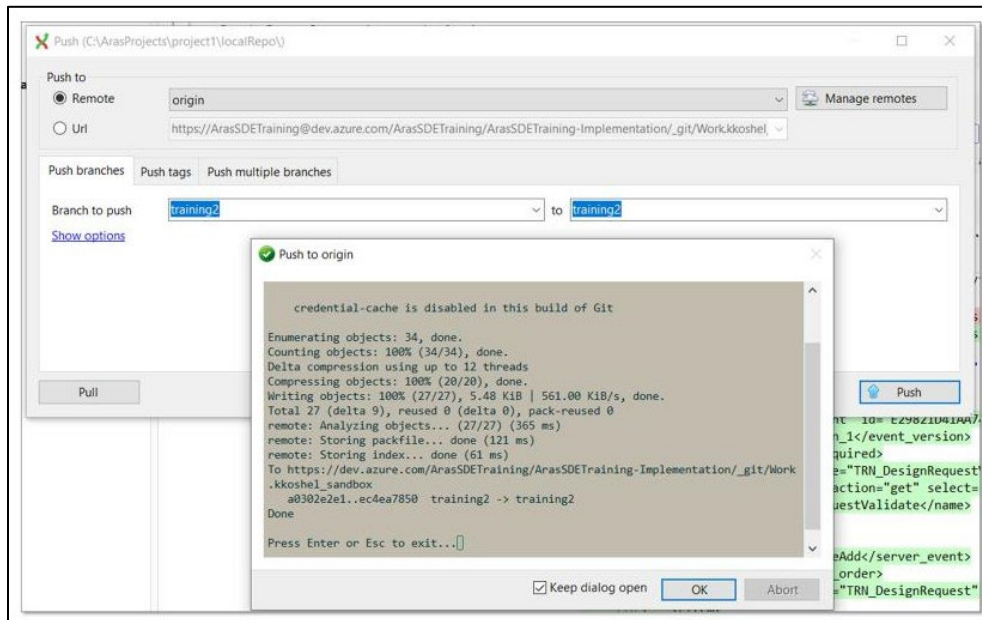 Push (C:\ArasProjects\project1\localRepo\)
Push to
Remote
origin
Manage remotes
Url
https://ArasSDETraining@dev.azure.com/ArasSDETraining/ArasSDETraining-Implementation/_git/Work.kkoshel_
Push branches
Push tags
Push multiple branches
Branch to push
training2
to
training2
Show options
Push to origin
credential-cache is disabled in this build of Git
Enumerating objects: 34, done.
Counting objects: 100% (34/34), done.
Delta compression using up to 12 threads
Compressing objects: 100% (20/20), done.
Writing objects: 100% (27/27), 5.48 KiB | 561.00 KiB/s, done.
Total 27 (delta 9), reused 0 (delta 0), pack-reused 0
remote: Analyzing objects... (27/27) (365 ms)
remote: Storing packfile... done (121 ms)
remote: Storing index... done (61 ms)
To https://dev.azure.com/ArasSDETraining/ArasSDETraining-Implementation/_git/Work
.kkoshel_sandbox
a0302e2e1..ec4ea7850 training2 -> training2
Done
Press Enter or Esc to exit...
Keep dialog open
OK
Abort
Pull
Push
n_1</event_version>
quired>
e="TRN_DesignRequest"
action="get" select=
uestValidate</name>
eAdd</server_event>
_order>
="TRN_DesignRequest"